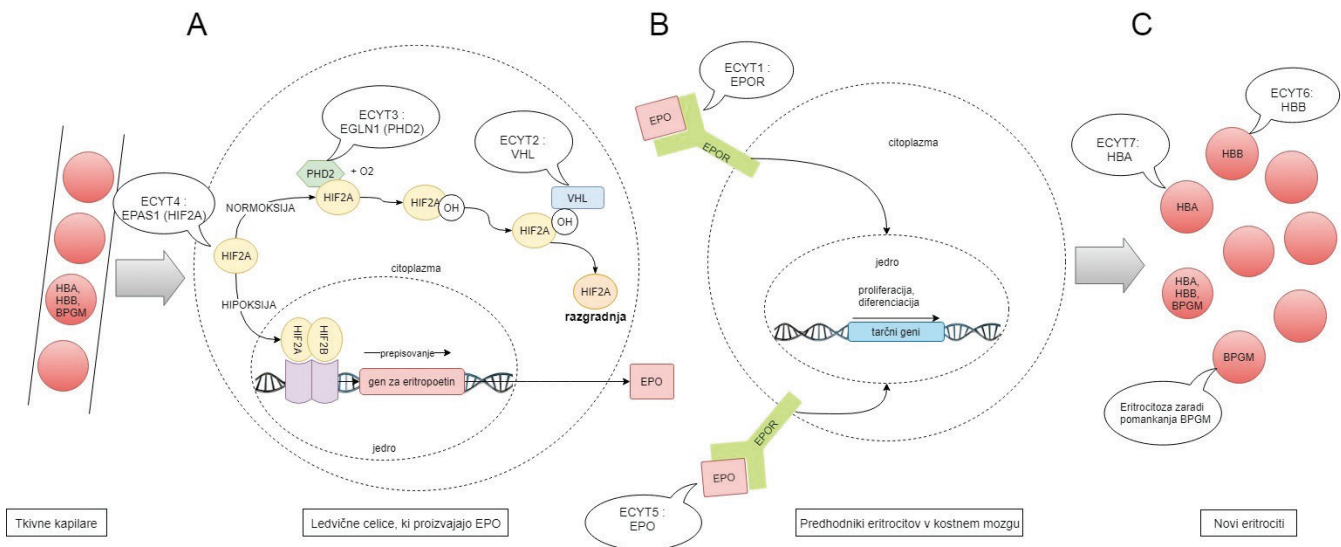 A
B
C
HBA,
HBB,
BPGM
Tkivne kapilare
ECYT4 :
EPAS1 (HIF2A)
ECYT3 :
EGLN1 (PHD2)
ECYT2 :
VHL
PHD2
+ O2
HIF2A
NORMOKSIJA
HIF2A
HIF2A
OH
HIF2A
OH
VHL
HIF2A
razgradnja
citoplazma
HIPOKSIJA
HIF2A
HIF2B
prepisovanje
gen za eritropoetin
EPO
jedro
Ledvične celice, ki proizvajajo EPO
ECYT1 :
EPOR
EPO
EPOR
citoplazma
jedro
proliferacija,
diferenciacija
tarčni geni
EPOR
EPO
ECYT5 :
EPO
Predhodniki eritrocitov v kostnem mozgu
ECYT6:
HBB
ECYT7:
HBA
HBB
HBA
HBA,
HBB,
BPGM
BPGM
Eritrocitoza zaradi
pomankanja BPGM
Novi eritrociti